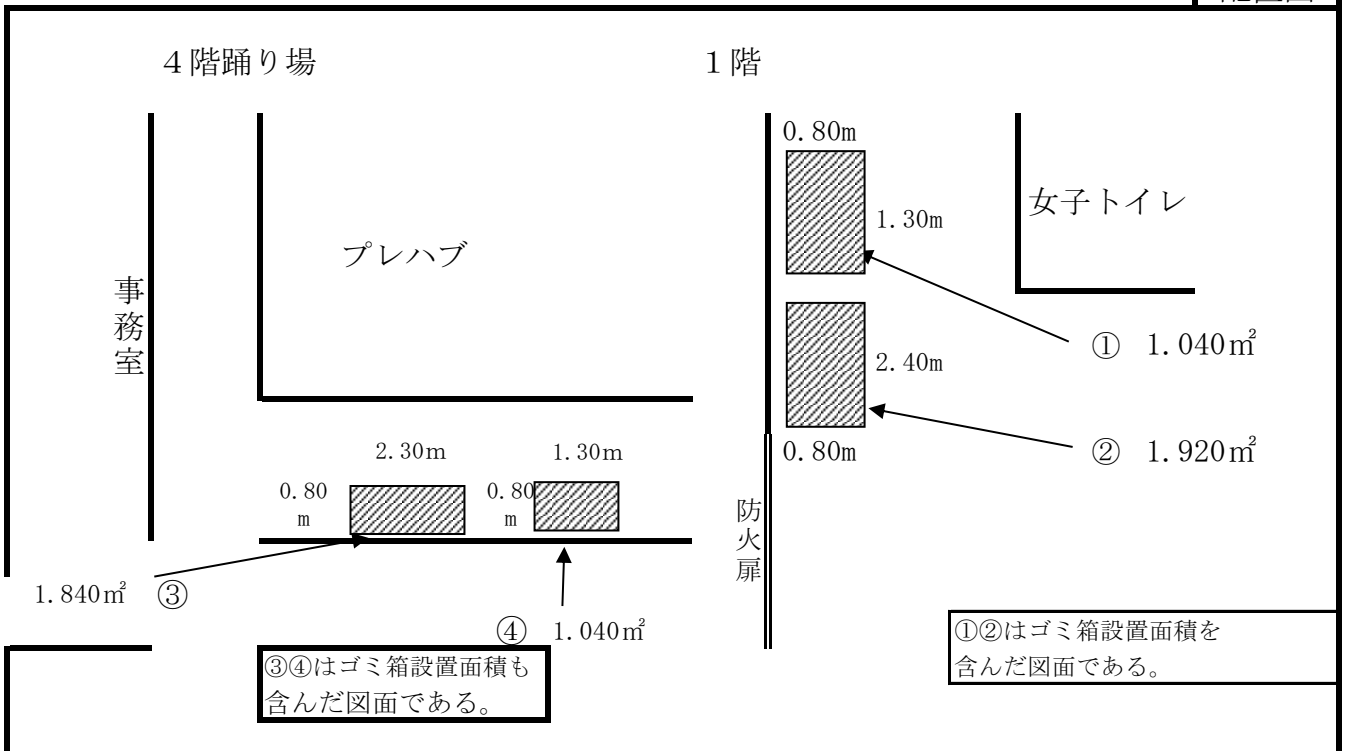 ４階踊り場
１階
0.80m
1.30m
女子トイレ
プレハブ
事務室
① 1.040㎡
2.40m
0.80m
② 1.920㎡
2.30m
1.30m
0.80
m
0.80
m
防火扉
1.840㎡ ③
④ 1.040㎡
③④はゴミ箱設置面積も
含んだ図面である。
①②はゴミ箱設置面積を
含んだ図面である。